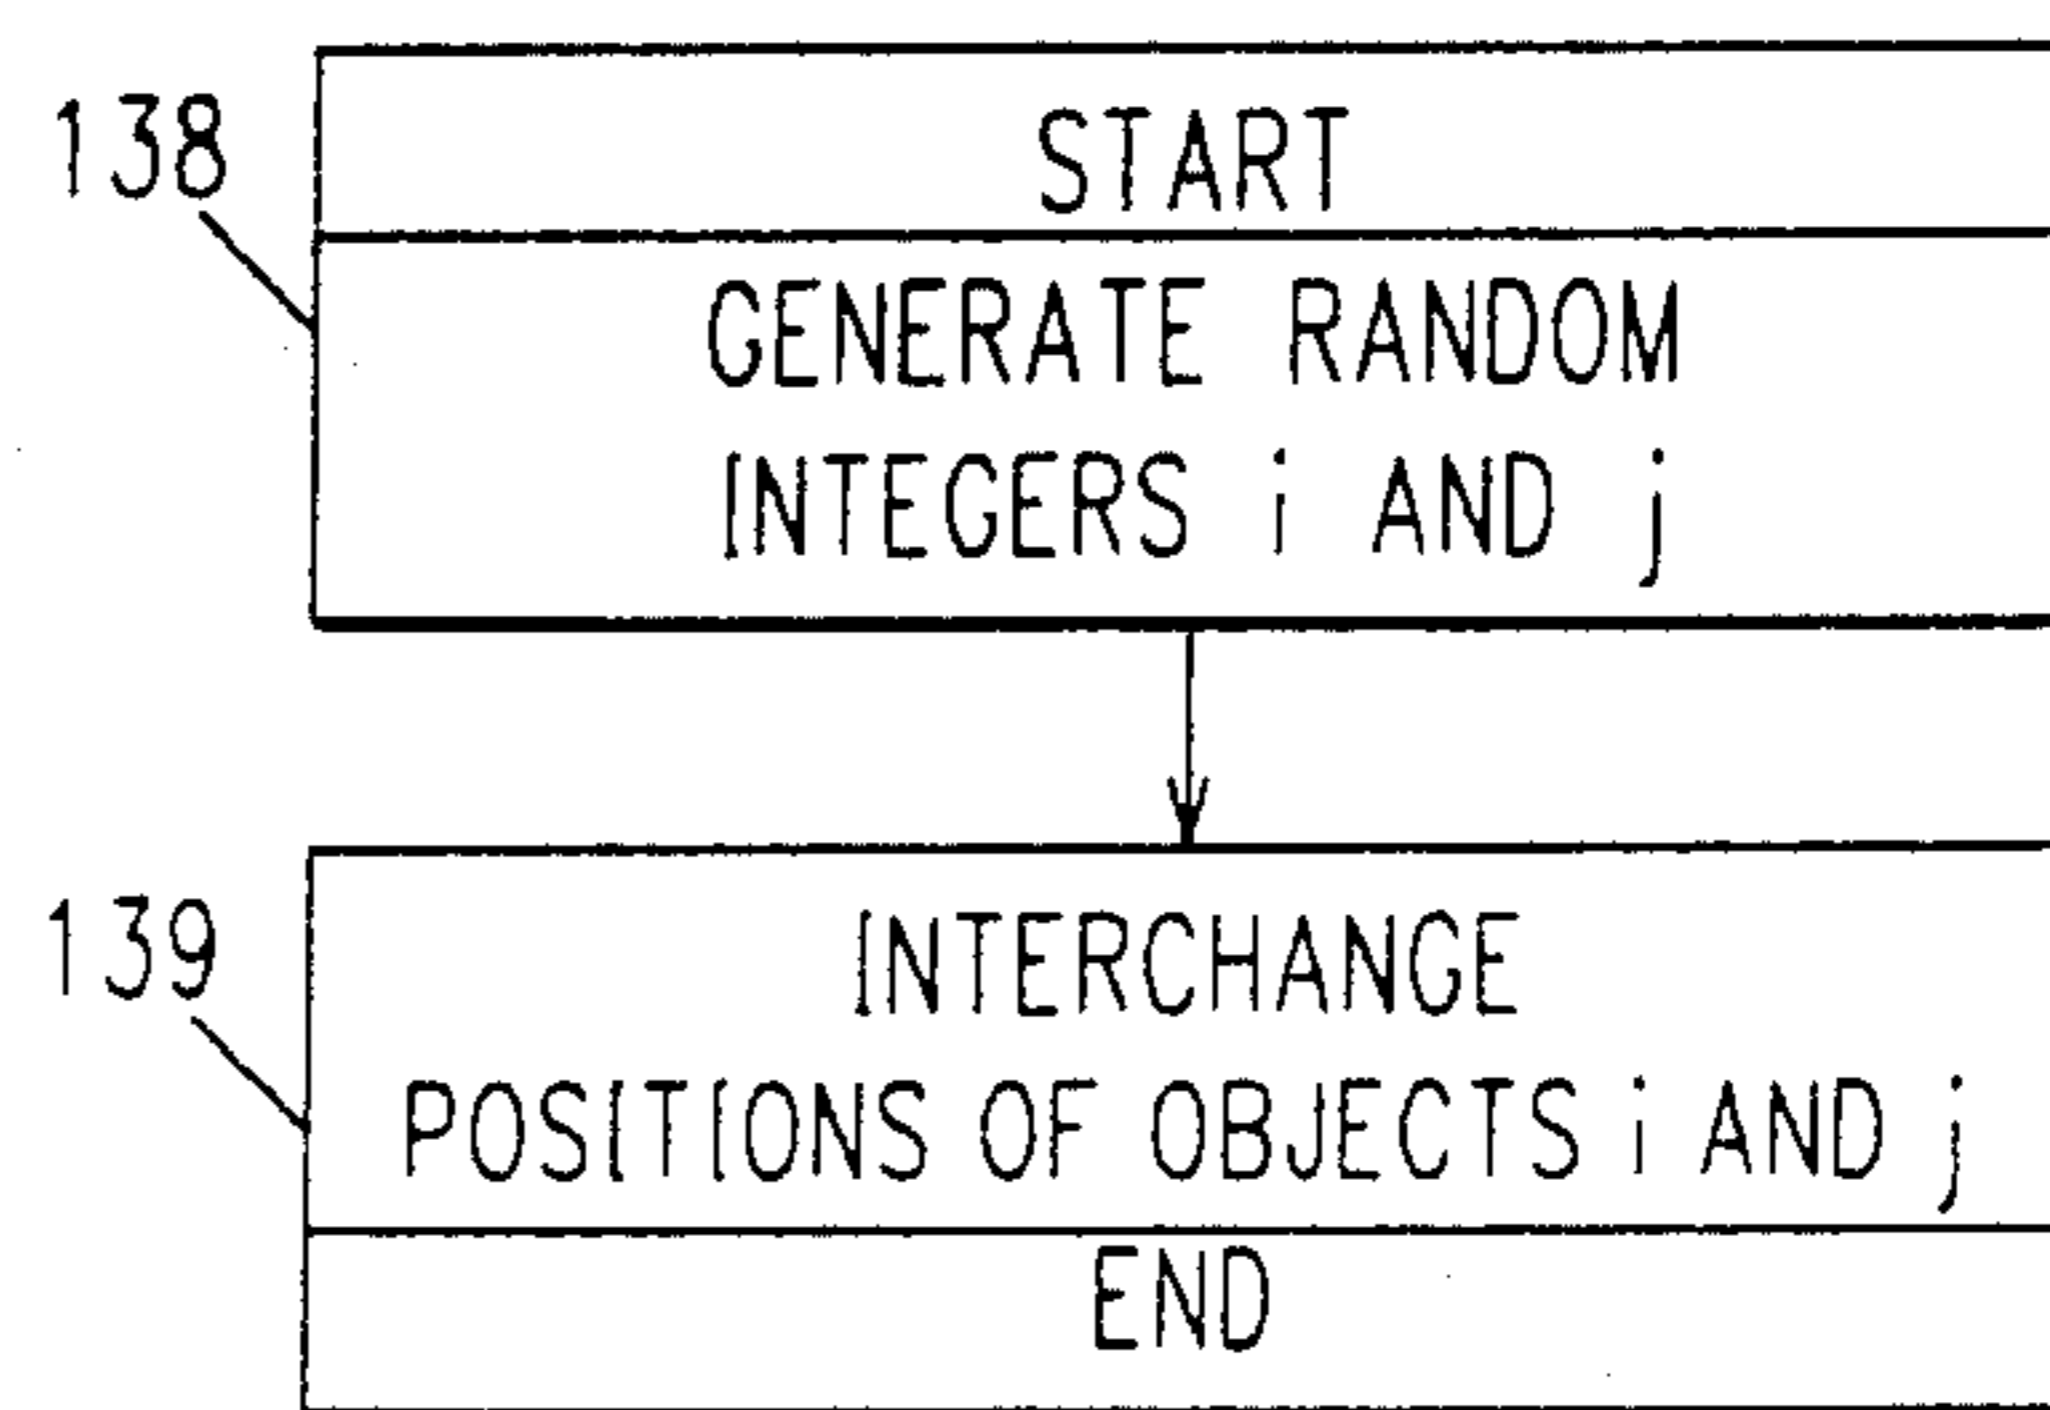 138
START
GENERATE RANDOM
INTEGERS i AND j
139
INTERCHANGE
POSITIONS OF OBJECTS i AND j
END